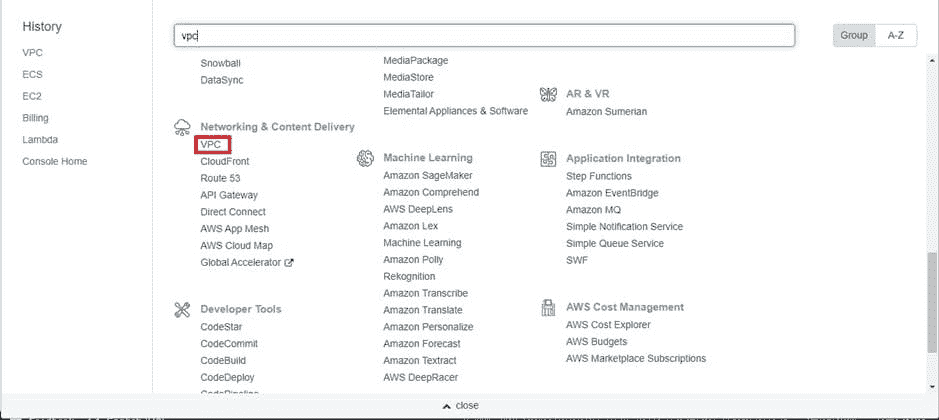 History
VPC
ECS
EC2
Billing
Lambda
Console Home
vpc
Group
A-Z
Snowball
DataSync
Networking & Content Delivery
VPC
CloudFront
Route 53
API Gateway
Direct Connect
AWS App Mesh
AWS Cloud Map
Global Accelerator
Developer Tools
CodeStar
CodeCommit
CodeBuild
CodeDeploy
CodePipeline
MediaPackage
MediaStore
MediaTailor
Elemental Appliances & Software
Machine Learning
Amazon SageMaker
Amazon Comprehend
AWS DeepLens
Amazon Lex
Machine Learning
Amazon Polly
Rekognition
Amazon Transcribe
Amazon Translate
Amazon Personalize
Amazon Forecast
Amazon Textract
AWS DeepRacer
AR & VR
Amazon Sumerian
Application Integration
Step Functions
Amazon EventBridge
Amazon MQ
Simple Notification Service
Simple Queue Service
SWF
AWS Cost Management
AWS Cost Explorer
AWS Budgets
AWS Marketplace Subscriptions
close